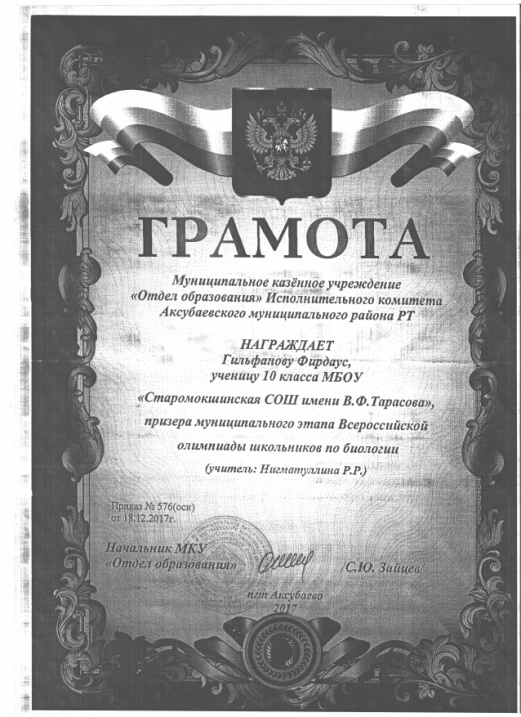 ГРАМОТА
Муниципальное казённое учреждение
«Отдел образования» Исполнительного комитета
Аксубаевского муниципального района РТ
НАГРАЖДАЕТ
Гильфанову Фирдаус,
ученицу 10 класса МБОУ
«Старомокшинская СОШ имени В.Ф.Тарасова»,
призера муниципального этапа Всероссийской
олимпиады школьников по биологии
(учитель: Нигматуллина Р.Р.)
Приказ № 576(осн)
от 18.12.2017г.
Начальник МКУ
«Отдел образования» /С.Ю. Зайцев/
пгт Аксубаево
2017